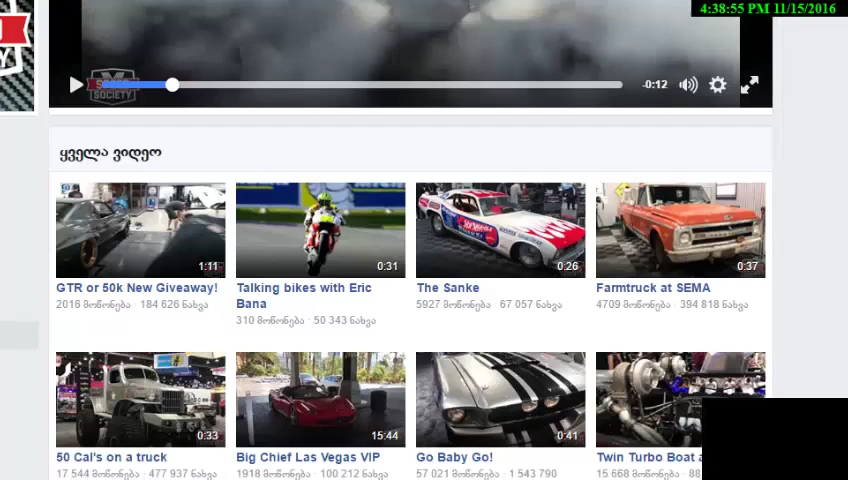 4:38:55 PM 11/15/2016
SOCIETY
-0:12
ყველა ვიდეო
1:11
0:31
0:26
0:37
GTR or 50k New Giveaway!
Talking bikes with Eric Bana
The Sanke
Farmtruck at SEMA
2016 მოწონება · 184 626 ნახვა
310 მოწონება · 50 343 ნახვა
5927 მოწონება · 67 057 ნახვა
4709 მოწონება · 394 818 ნახვა
0:33
15:44
0:41
50 Cal's on a truck
Big Chief Las Vegas VIP
Go Baby Go!
Twin Turbo Boat
17 544 მოწონება · 477 937 ნახვა
1918 მოწონება · 100 212 ნახვა
57 021 მოწონება · 1 543 790
15 668 მოწონება · 88